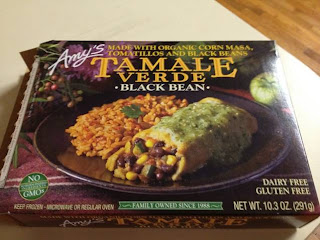 Amy's
MADE WITH ORGANIC CORN MASA,
TOMATILLOS AND BLACK BEANS
TAMALE
VERDE
• BLACK BEAN •
NO
GMOs
DAIRY FREE
GLUTEN FREE
KEEP FROZEN - MICROWAVE OR REGULAR OVEN
FAMILY OWNED SINCE 1988
NET WT. 10.3 OZ. (291g)